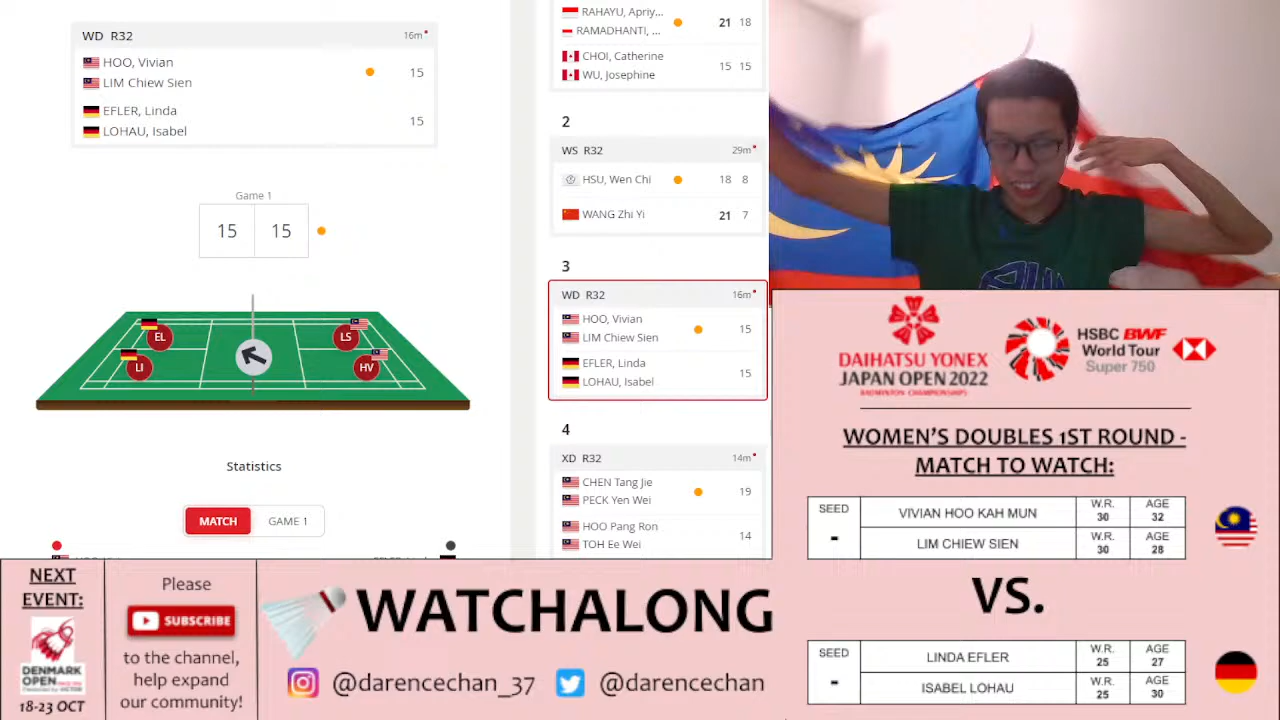 WD R32 16m
HOO, Vivian
LIM Chiew Sien
15
EFLER, Linda
LOHAU, Isabel
15
Game 1
15 15
EL
LI
LS
HV
Statistics
MATCH GAME 1
RAHAYU, Apriy...
RAMADHANTI, ...
21 18
CHOI, Catherine
WU, Josephine
15 15
2
WS R32 29m
HSU, Wen Chi 18 8
WANG Zhi Yi 21 7
3
WD R32 16m
HOO, Vivian
LIM Chiew Sien
15
EFLER, Linda
LOHAU, Isabel
15
4
XD R32 14m
CHEN Tang Jie
PECK Yen Wei
19
HOO Pang Ron
TOH Ee Wei
14
DAIHATSU YONEX
JAPAN OPEN 2022
BADMINTON CHAMPIONSHIPS
HSBC BWF
World Tour
Super 750
WOMEN'S DOUBLES 1ST ROUND -
MATCH TO WATCH:
SEED
-
VIVIAN HOO KAH MUN W.R. 30 AGE 32
LIM CHIEW SIEN W.R. 30 AGE 28
VS.
SEED
-
LINDA EFLER W.R. 25 AGE 27
ISABEL LOHAU W.R. 25 AGE 30
NEXT
EVENT:
DENMARK
OPEN
18-23 OCT
Please
SUBSCRIBE
to the channel,
help expand
our community!
WATCHALONG
@darencechan_37
@darencechan